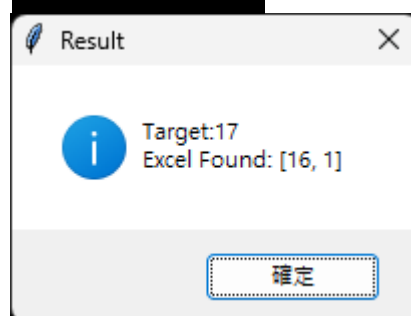 Result
Target:17
Excel Found: [16, 1]
確定